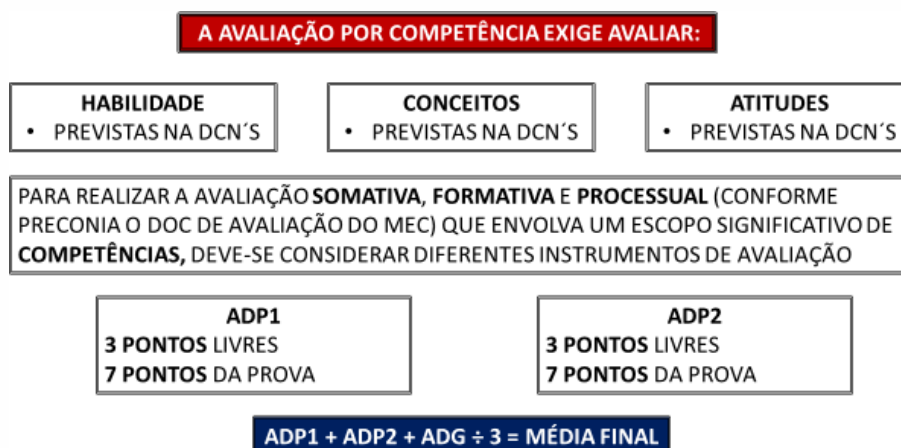 A AVALIAÇÃO POR COMPETÊNCIA EXIGE AVALIAR:
HABILIDADE
• PREVISTAS NA DCN´S
CONCEITOS
• PREVISTAS NA DCN´S
ATITUDES
• PREVISTAS NA DCN´S
PARA REALIZAR A AVALIAÇÃO SOMATIVA, FORMATIVA E PROCESSUAL (CONFORME
PRECONIA O DOC DE AVALIAÇÃO DO MEC) QUE ENVOLVA UM ESCOPO SIGNIFICATIVO DE
COMPETÊNCIAS, DEVE-SE CONSIDERAR DIFERENTES INSTRUMENTOS DE AVALIAÇÃO
ADP1
3 PONTOS LIVRES
7 PONTOS DA PROVA
ADP2
3 PONTOS LIVRES
7 PONTOS DA PROVA
ADP1 + ADP2 + ADG ÷ 3 = MÉDIA FINAL